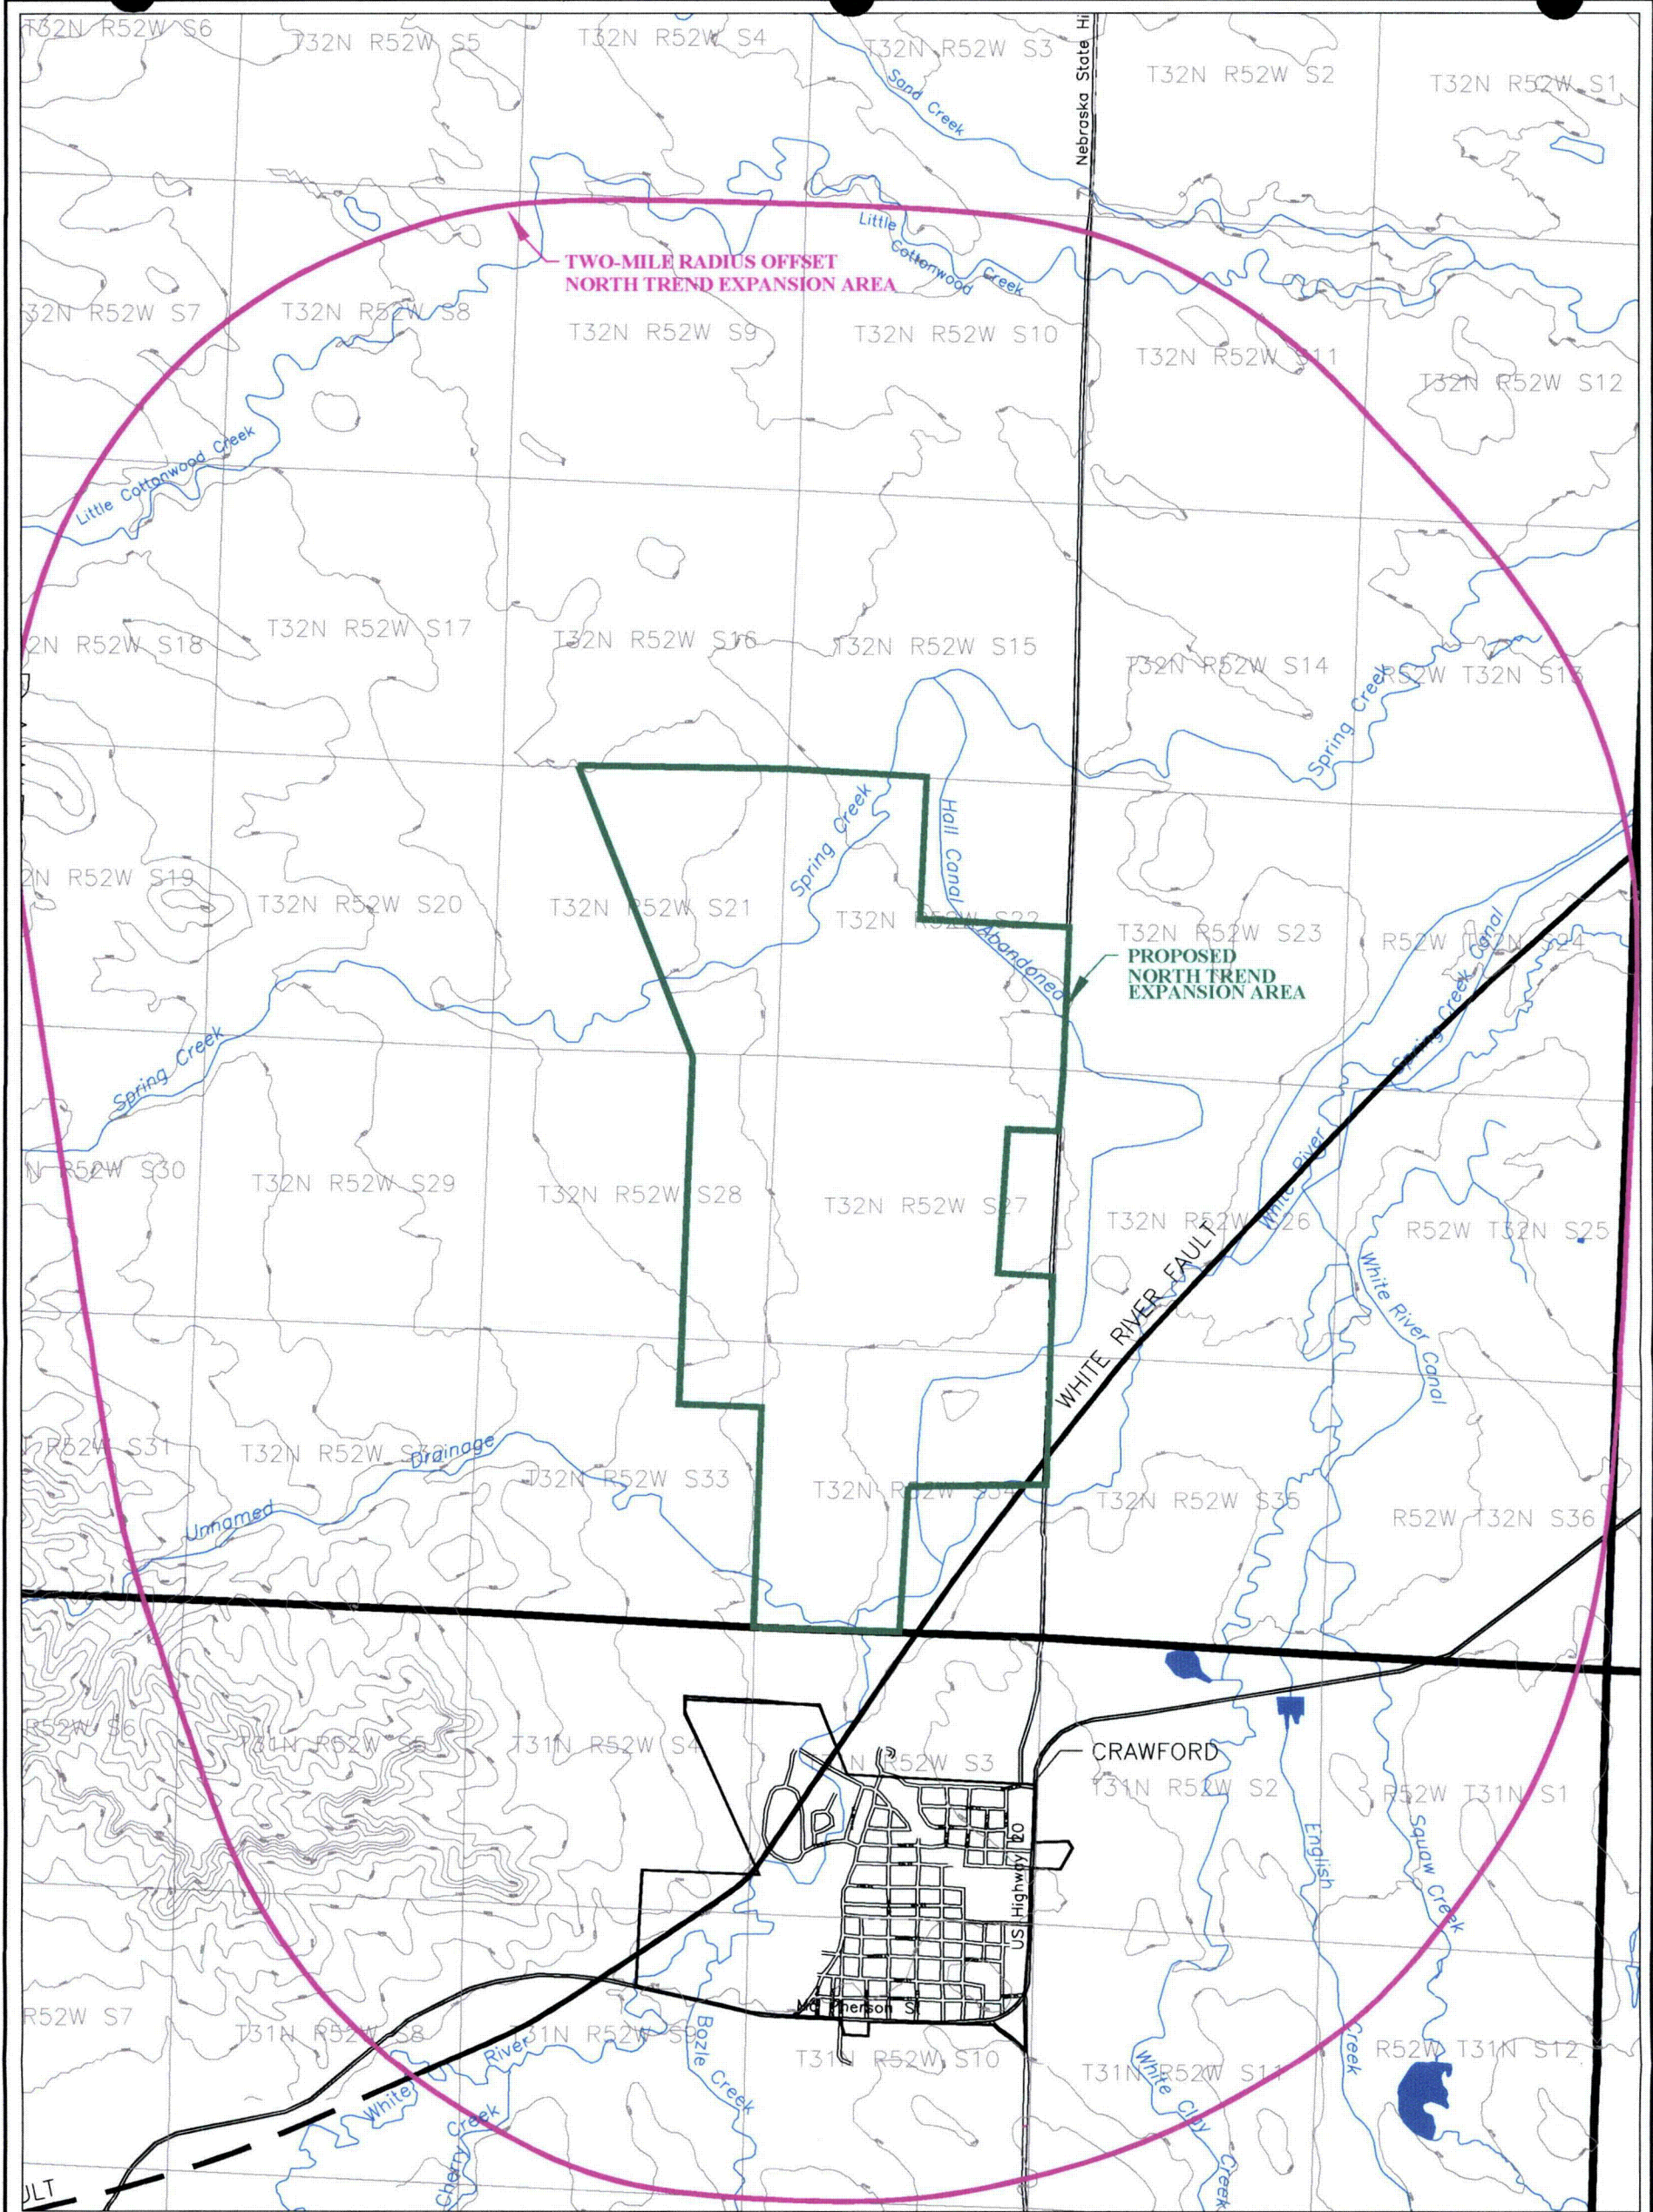 T32N R52W S6
T32N R52W S5
T32N R52W S4
T32N R52W S3
T32N R52W S2
T32N R52W S1
Sand Creek
Nebraska State Hi
Little Cottonwood Creek
TWO-MILE RADIUS OFFSET
NORTH TREND EXPANSION AREA
32N R52W S7
T32N R52W S8
T32N R52W S9
T32N R52W S10
T32N R52W S11
T32N R52W S12
Little Cottonwood Creek
2N R52W S18
T32N R52W S17
T32N R52W S16
T32N R52W S15
T32N R52W S14
R52W T32N S13
Spring Creek
Spring Creek
Hall Canal
Abandoned
2N R52W S19
T32N R52W S20
T32N R52W S21
T32N R52W S22
T32N R52W S23
R52W T32N S24
PROPOSED
NORTH TREND
EXPANSION AREA
Spring Creek Canal
Spring Creek
White River
N R52W S30
T32N R52W S29
T32N R52W S28
T32N R52W S27
T32N R52W S26
R52W T32N S25
WHITE RIVER FAULT
White River Canal
R52W S31
T32N R52W S32
Drainage
Unnamed
T32N R52W S33
T32N R52W S34
T32N R52W S35
R52W T32N S36
R52W S6
T31N R52W S5
T31N R52W S4
N R52W S3
CRAWFORD
T31N R52W S2
R52W T31N S1
English
Creek
Squaw Creek
US Highway 20
Mc Pherson S
R52W S7
T31N R52W S8
T31N R52W S9
T31N R52W S10
T31N R52W S11
R52W T31N S12
White River
Bozle Creek
Cherry Creek
White Clay Creek
ULT